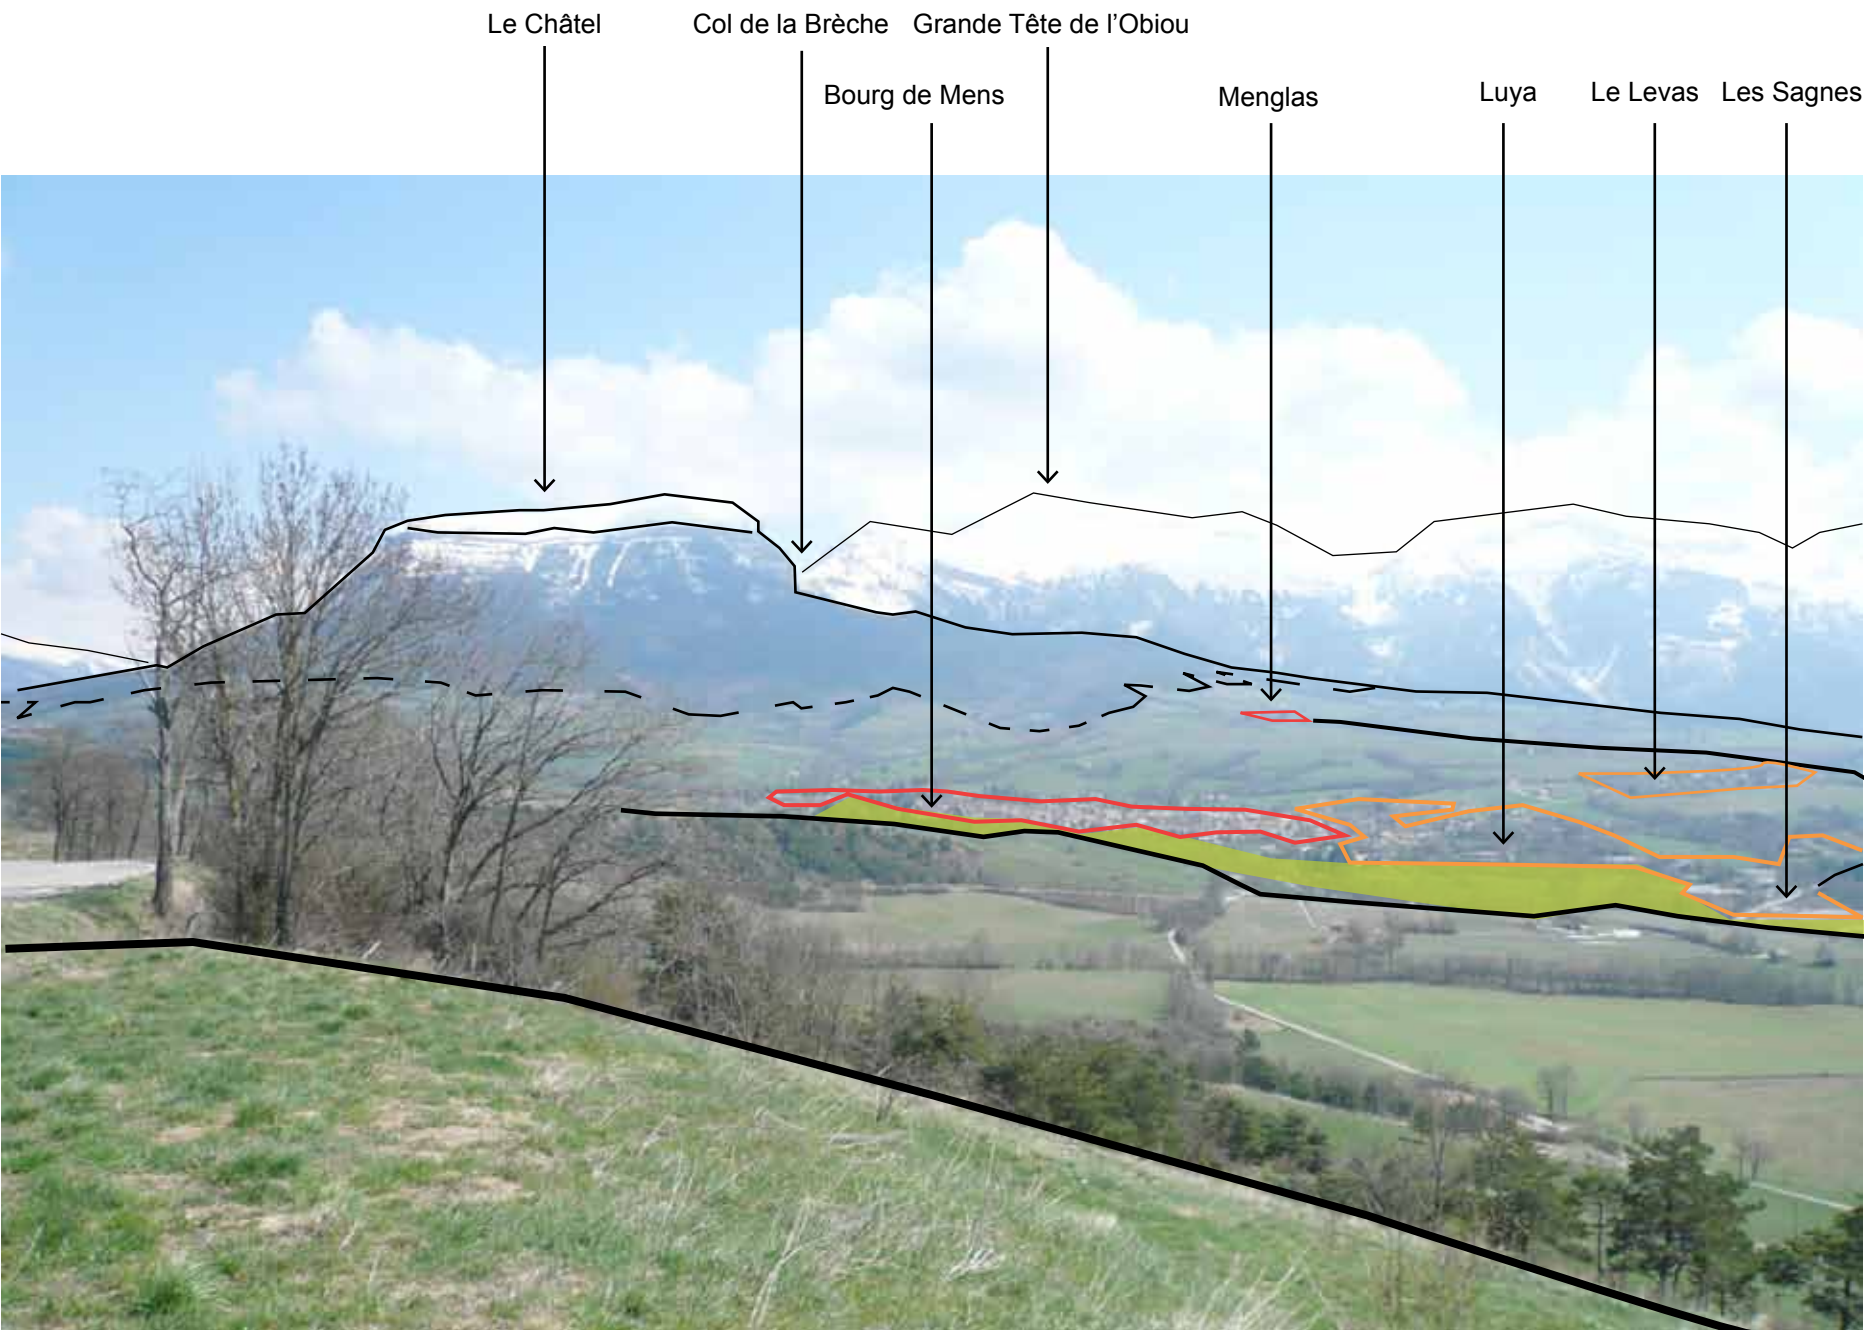 Le Châtel
Col de la Brèche
Grande Tête de l’Obiou
Bourg de Mens
Menglas
Luya
Le Levas
Les Sagnes